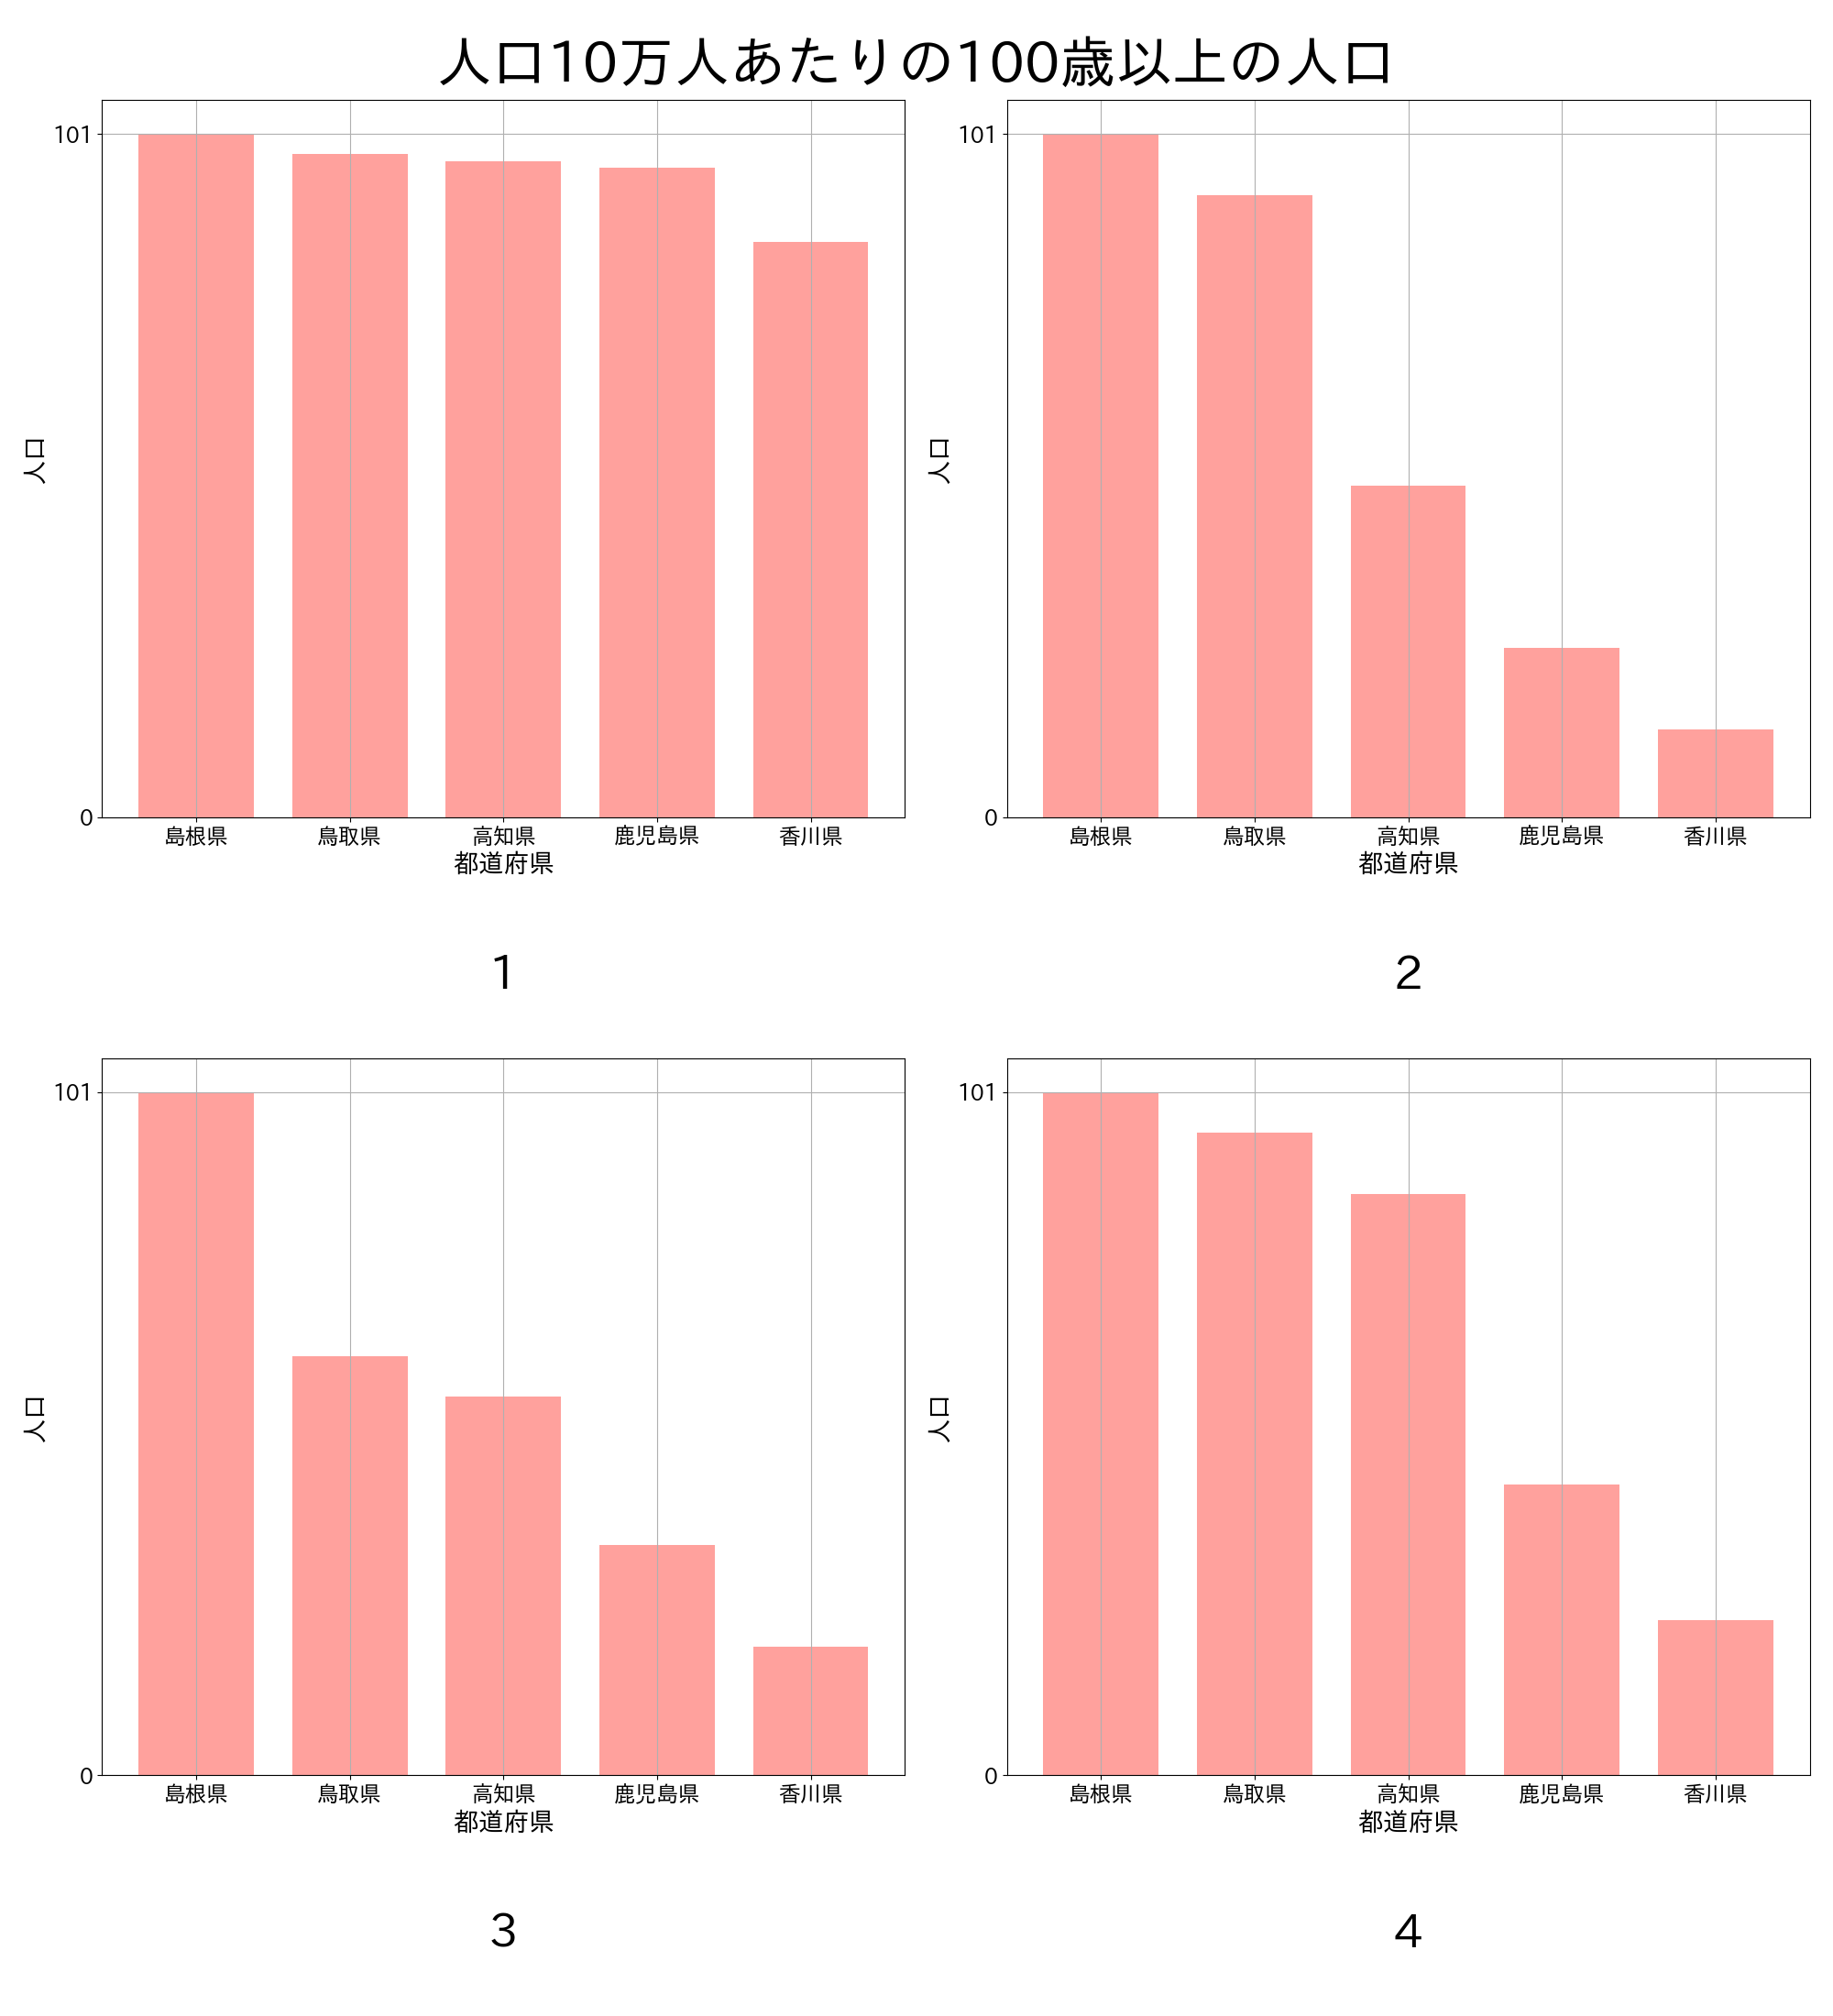 人口10万人あたりの100歳以上の人口
101
0
人口
島根県 鳥取県 高知県 鹿児島県 香川県
都道府県
1
101
0
人口
島根県 鳥取県 高知県 鹿児島県 香川県
都道府県
2
101
0
人口
島根県 鳥取県 高知県 鹿児島県 香川県
都道府県
3
101
0
人口
島根県 鳥取県 高知県 鹿児島県 香川県
都道府県
4